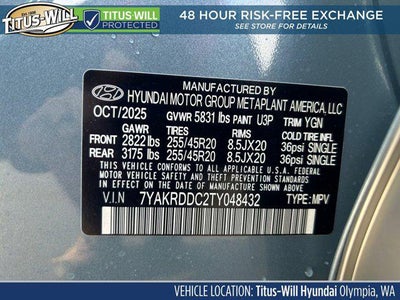 TITUS-WILL
TITUS-WILL
PROTECTED
48 HOUR RISK-FREE EXCHANGE
SEE STORE FOR DETAILS
MANUFACTURED BY
HYUNDAI MOTOR GROUP METAPLANT AMERICA, LLC
OCT/2025 GVWR 5831 lbs PAINT U3P TRIM YGN
GAWR TIRES RIMS COLD TIRE
FRONT 2822 lbs 255/45R20 8.5JX20 36psi SINGLE
REAR 3175 lbs 255/45R20 8.5JX20 36psi SINGLE
THIS VEHICLE CONFORMS TO ALL APPLICABLE
FEDERAL MOTOR VEHICLE SAFETY, BUMPER,
AND THEFT PREVENTION STANDARDS IN EFFECT
ON THE DATE OF MANUFACTURE SHOWN ABOVE.
V.I.N 7YAKRDDC2TY048432 TYPE : MPV
VEHICLE LOCATION: Titus-Will Hyundai Olympia, WA